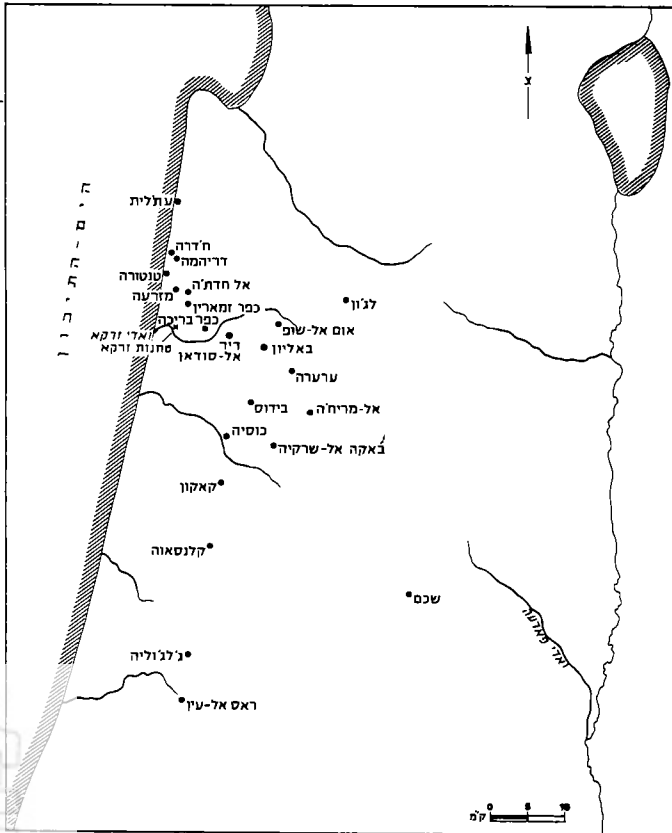 צ
הים-התיכון
עתלית
ח'דרה
דריהמה
טנטורה
אל חדת'ה
מזרעה
כפר זמארין
לג'ון
כפר בריכה
אום אל-שוף
ואדי זרקא
טחנות זרקא
דיר
אל-סודאן
באליון
ערערה
בידוס
אל-מריח'ה
כוסיה
באקה אל-שרקיה
קאקון
קלנסאוה
שכם
ואדי פארעה
ג'לג'וליה
ראס אל-עין
0 5 10
ק"מ